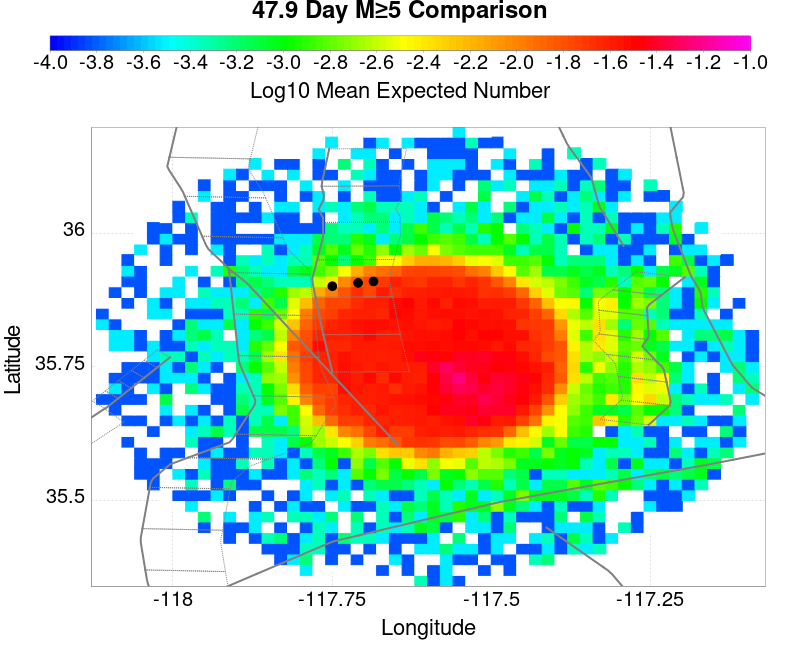 47.9 Day M≥5 Comparison
-4.0 -3.8 -3.6 -3.4 -3.2 -3.0 -2.8 -2.6 -2.4 -2.2 -2.0 -1.8 -1.6 -1.4 -1.2 -1.0
Log10 Mean Expected Number
36
35.75
35.5
Latitude
-118 -117.75 -117.5 -117.25
Longitude